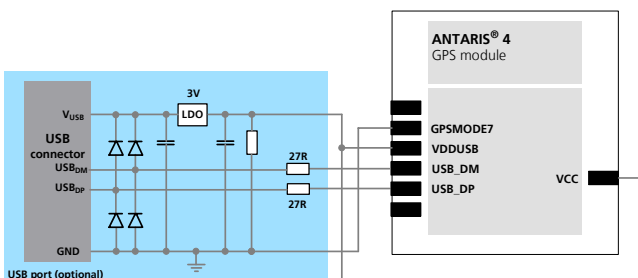 ANTARIS® 4
GPS module
3V
LDO
VUSB
USB
connector
USBDM
USBDP
GND
27R
27R
GPSMODE7
VDDUSB
USB_DM
USB_DP
VCC
USB port (optional)